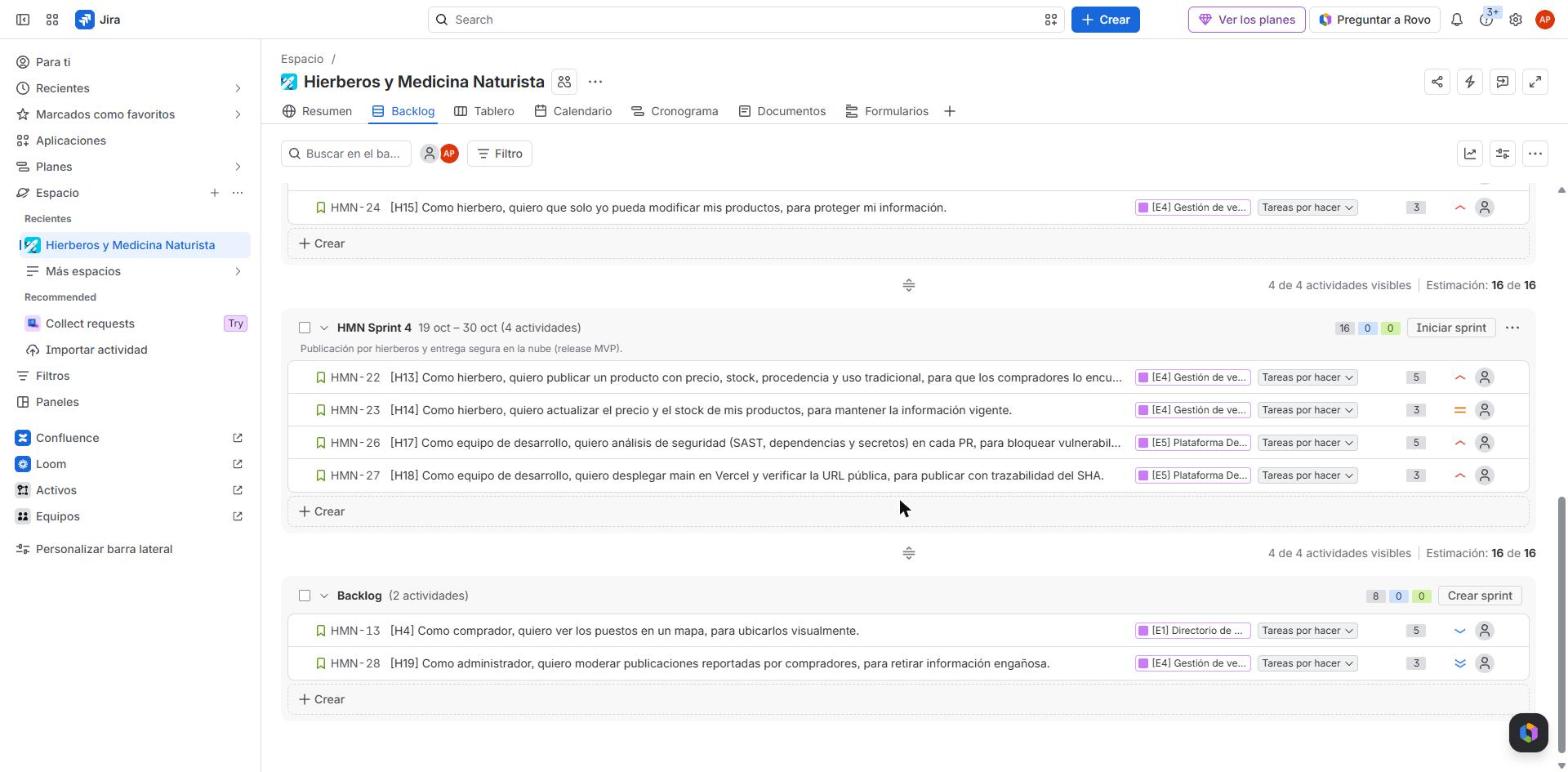 Jira
Search
Crear
Ver los planes
Preguntar a Rovo
3+
AP
Para ti
Recientes
Marcados como favoritos
Aplicaciones
Planes
Espacio
Recientes
Hierberos y Medicina Naturista
Más espacios
Recommended
Collect requests Try
Importar actividad
Filtros
Paneles
Confluence
Loom
Activos
Equipos
Personalizar barra lateral
Espacio /
Hierberos y Medicina Naturista
Resumen Backlog Tablero Calendario Cronograma Documentos Formularios
Buscar en el ba... AP Filtro
HMN-24 [H15] Como hierbero, quiero que solo yo pueda modificar mis productos, para proteger mi información. [E4] Gestión de ve... Tareas por hacer 3
Crear
4 de 4 actividades visibles Estimación: 16 de 16
HMN Sprint 4 19 oct – 30 oct (4 actividades) 16 0 0 Iniciar sprint
Publicación por hierberos y entrega segura en la nube (release MVP).
HMN-22 [H13] Como hierbero, quiero publicar un producto con precio, stock, procedencia y uso tradicional, para que los compradores lo encu... [E4] Gestión de ve... Tareas por hacer 5
HMN-23 [H14] Como hierbero, quiero actualizar el precio y el stock de mis productos, para mantener la información vigente. [E4] Gestión de ve... Tareas por hacer 3
HMN-26 [H17] Como equipo de desarrollo, quiero análisis de seguridad (SAST, dependencias y secretos) en cada PR, para bloquear vulnerabil... [E5] Plataforma De... Tareas por hacer 5
HMN-27 [H18] Como equipo de desarrollo, quiero desplegar main en Vercel y verificar la URL pública, para publicar con trazabilidad del SHA. [E5] Plataforma De... Tareas por hacer 3
Crear
4 de 4 actividades visibles Estimación: 16 de 16
Backlog (2 actividades) 8 0 0 Crear sprint
HMN-13 [H4] Como comprador, quiero ver los puestos en un mapa, para ubicarlos visualmente. [E1] Directorio de ... Tareas por hacer 5
HMN-28 [H19] Como administrador, quiero moderar publicaciones reportadas por compradores, para retirar información engañosa. [E4] Gestión de ve... Tareas por hacer 3
Crear